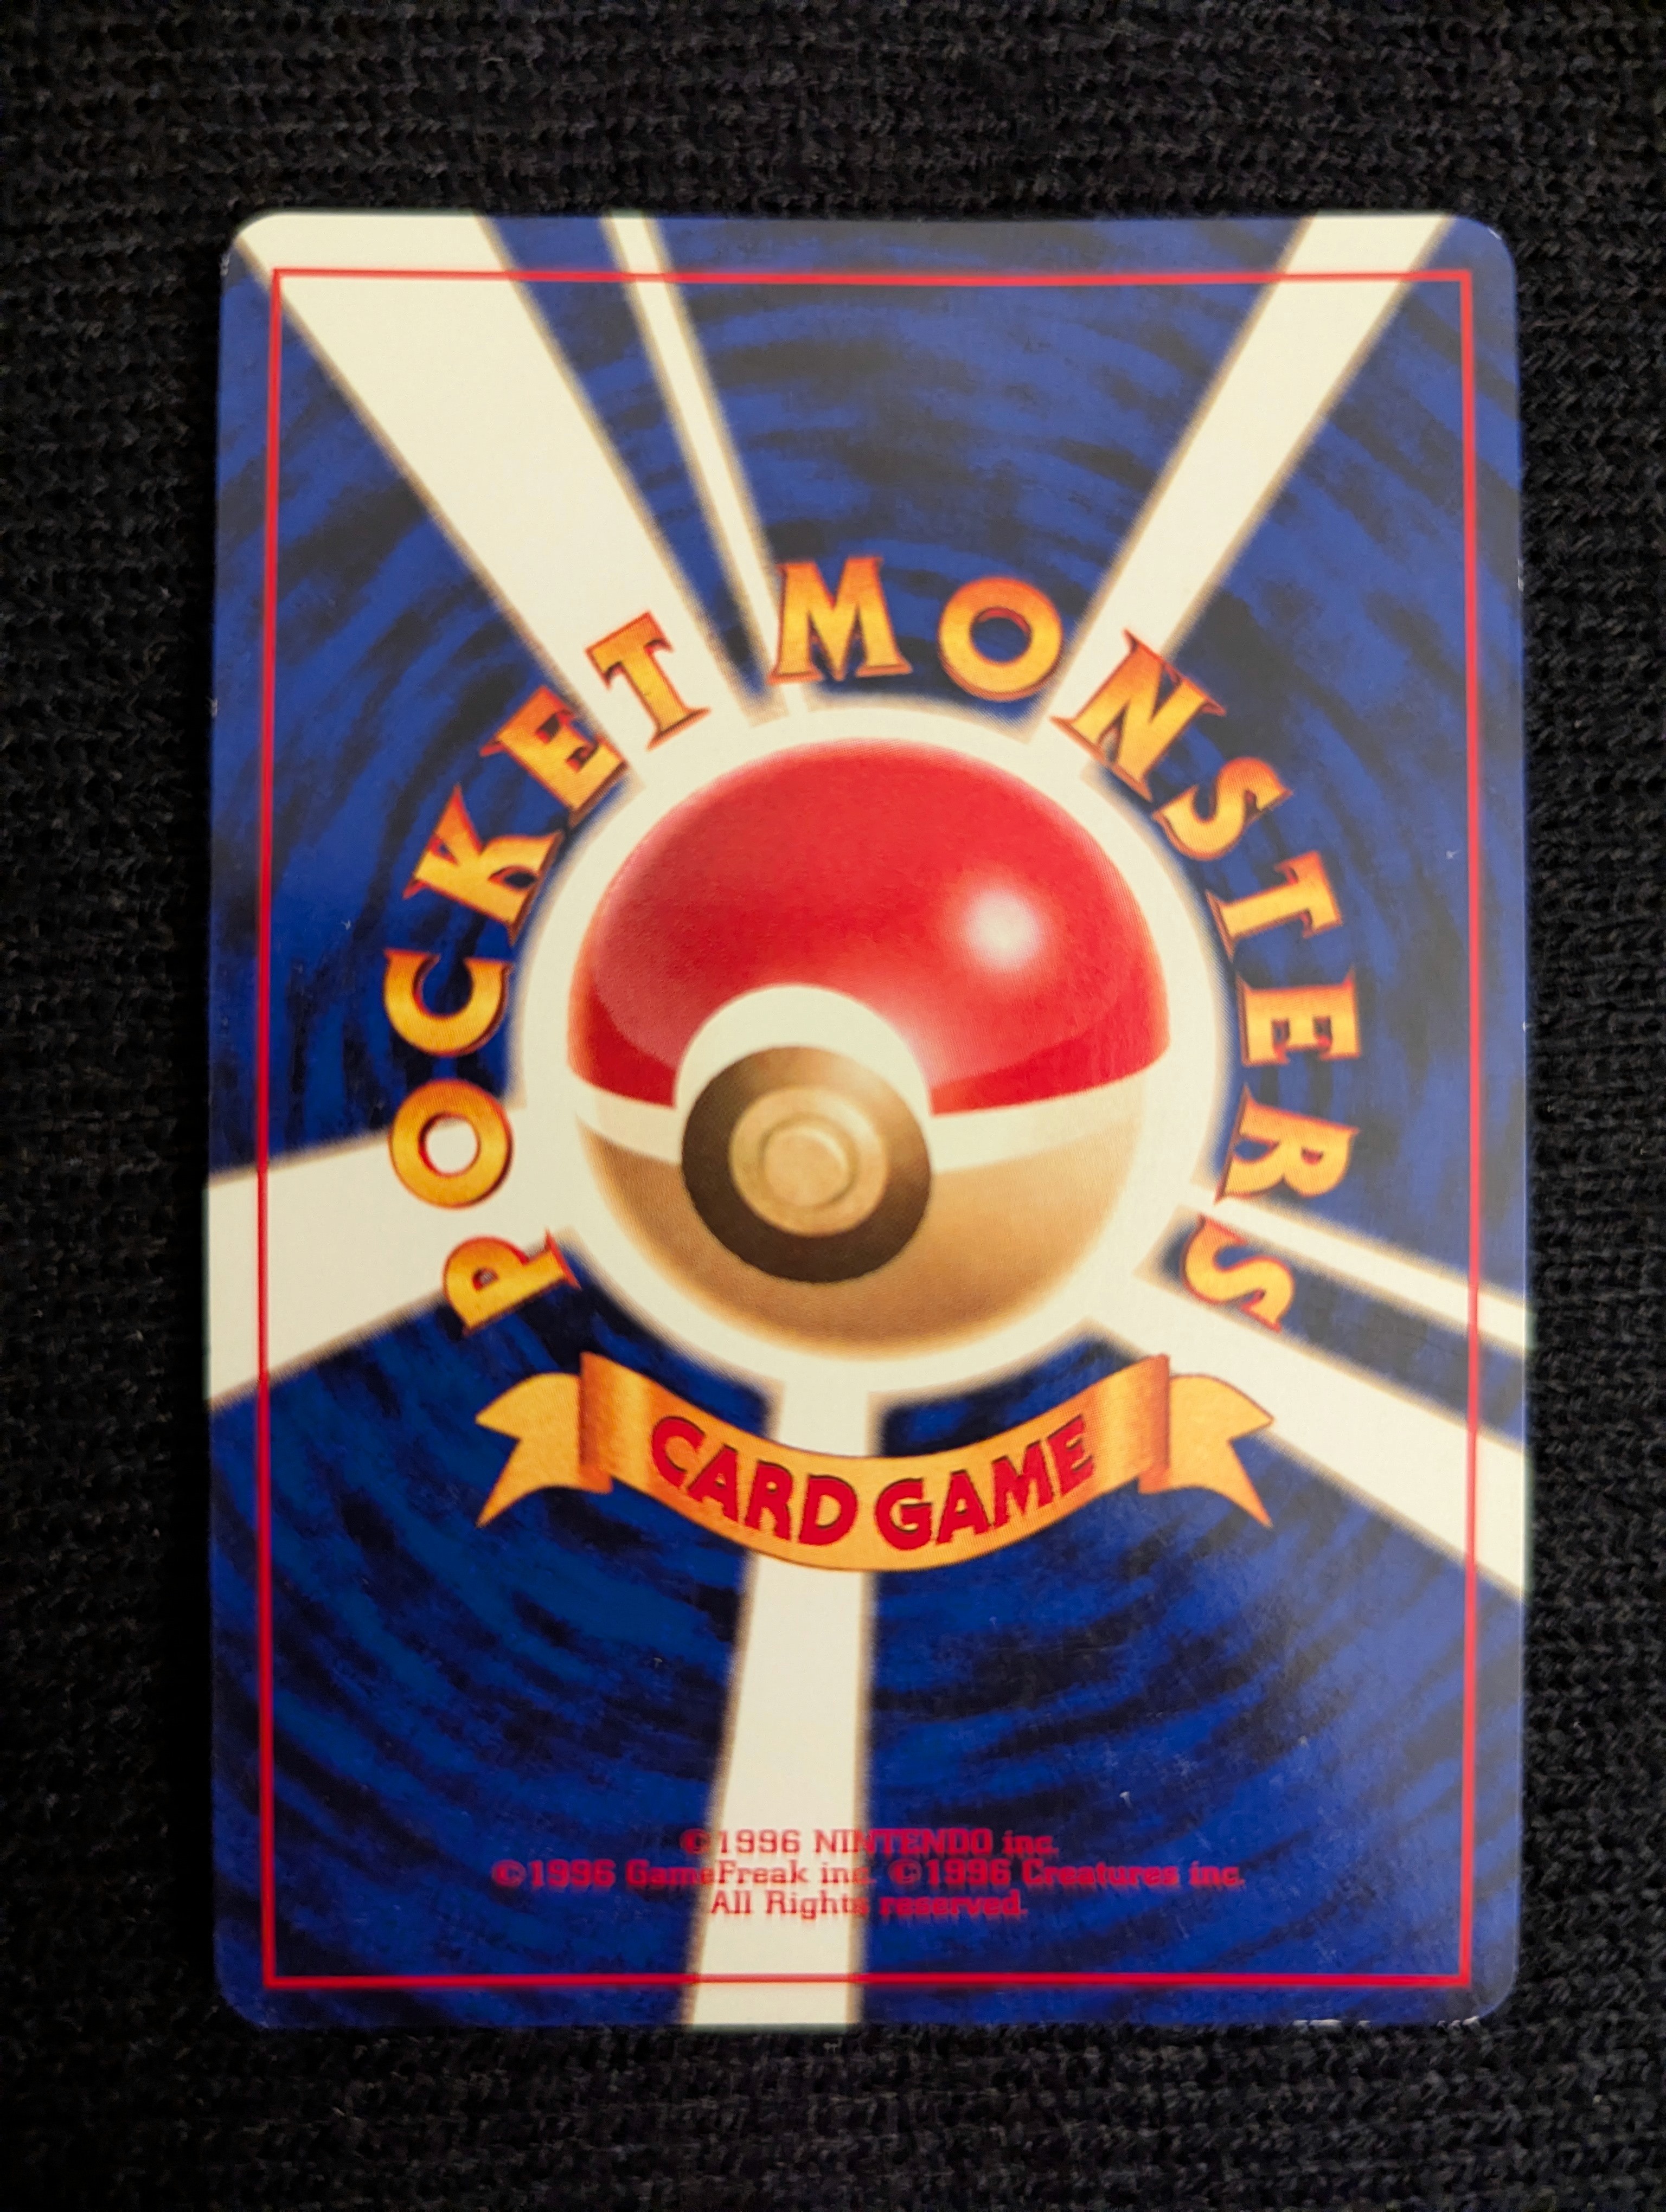 POCKET MONSTERS
CARD GAME
©1996 NINTENDO inc.
©1996 GameFreak inc. ©1996 Creatures inc.
All Rights reserved.